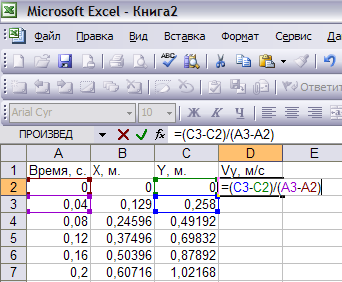 Microsoft Excel - Книга2
Файл Правка Вид Вставка Формат Сервис Да
Ответит
Arial Cyr 10 Ж К Ч
ПРОИЗВЕД =(C3-C2)/(A3-A2)
A B C D E
1 Время, с. X, м. Y, м. Vy, м/с
2 0 0 0 =(C3-C2)/(A3-A2)
3 0,04 0,129 0,258
4 0,08 0,24596 0,49192
5 0,12 0,37496 0,69832
6 0,16 0,50396 0,87892
7 0,2 0,60716 1,02168